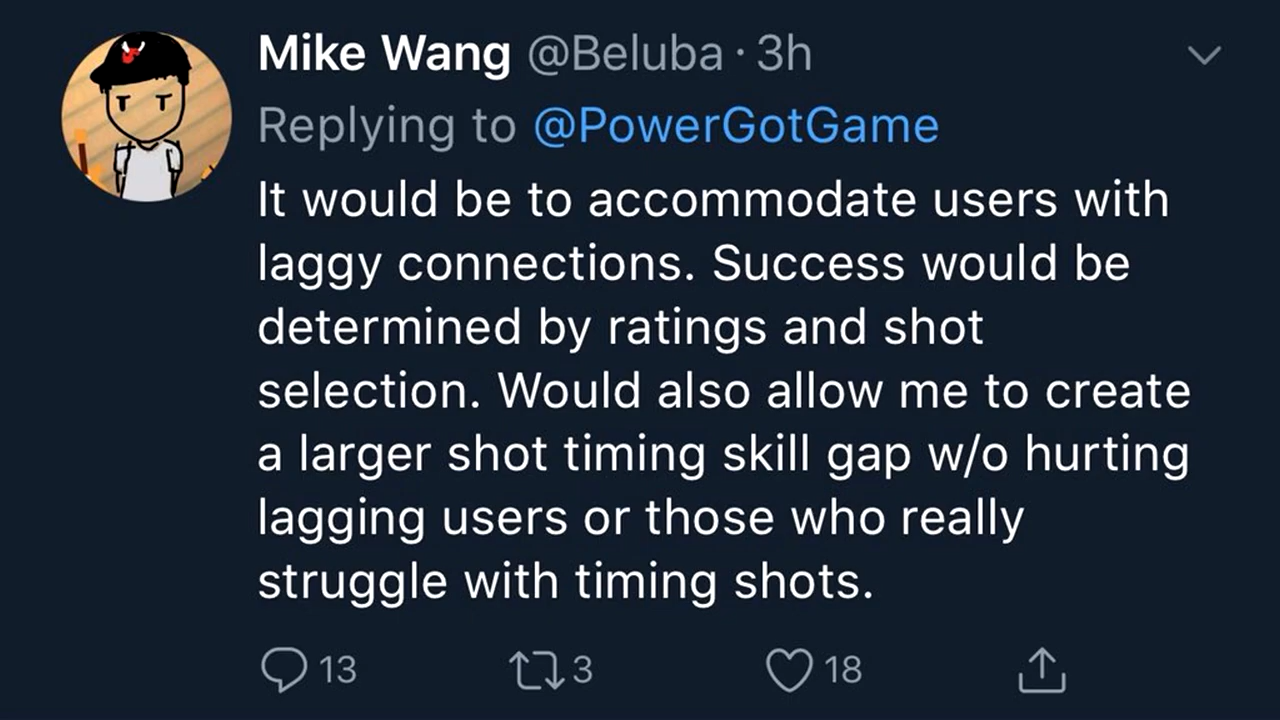 Mike Wang @Beluba · 3h
Replying to @PowerGotGame
It would be to accommodate users with
laggy connections. Success would be
determined by ratings and shot
selection. Would also allow me to create
a larger shot timing skill gap w/o hurting
lagging users or those who really
struggle with timing shots.
13 3 18